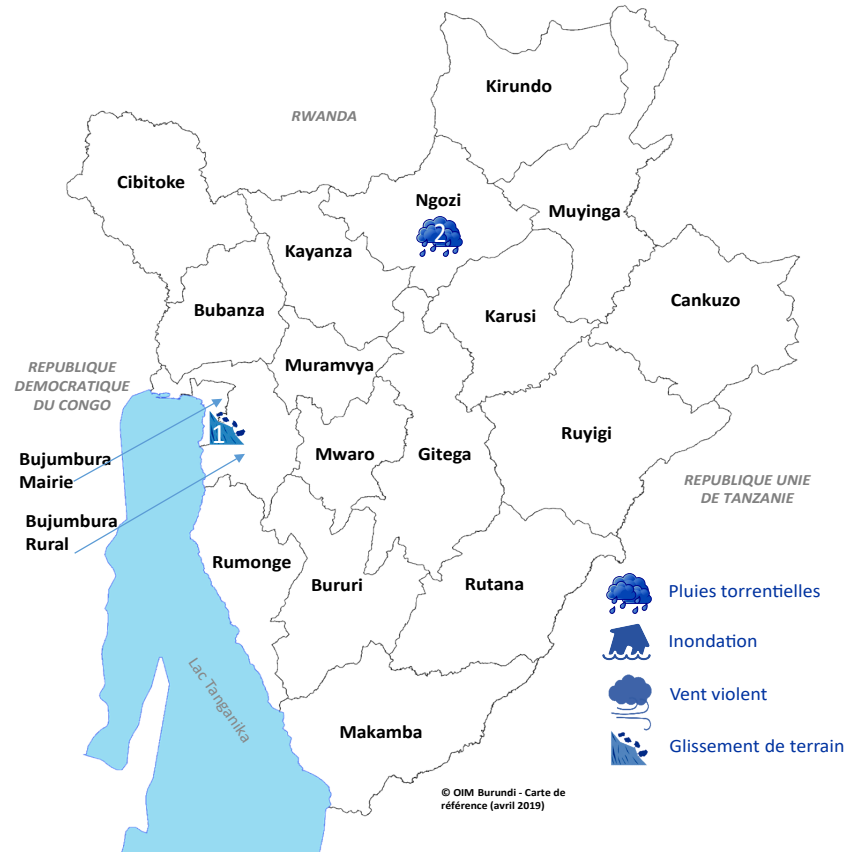 Kirundo
RWANDA
Cibitoke
Ngozi
2
Muyinga
Kayanza
Cankuzo
Bubanza
Karusi
REPUBLIQUE
DEMOCRATIQUE
DU CONGO
Muramvya
1
Ruyigi
Bujumbura
Mairie
Mwaro
Gitega
REPUBLIQUE UNIE
DE TANZANIE
Bujumbura
Rural
Rumonge
Bururi
Rutana
Pluies torrentielles
Inondation
Lac Tanganika
Vent violent
Makamba
Glissement de terrain
© OIM Burundi - Carte de
référence (avril 2019)